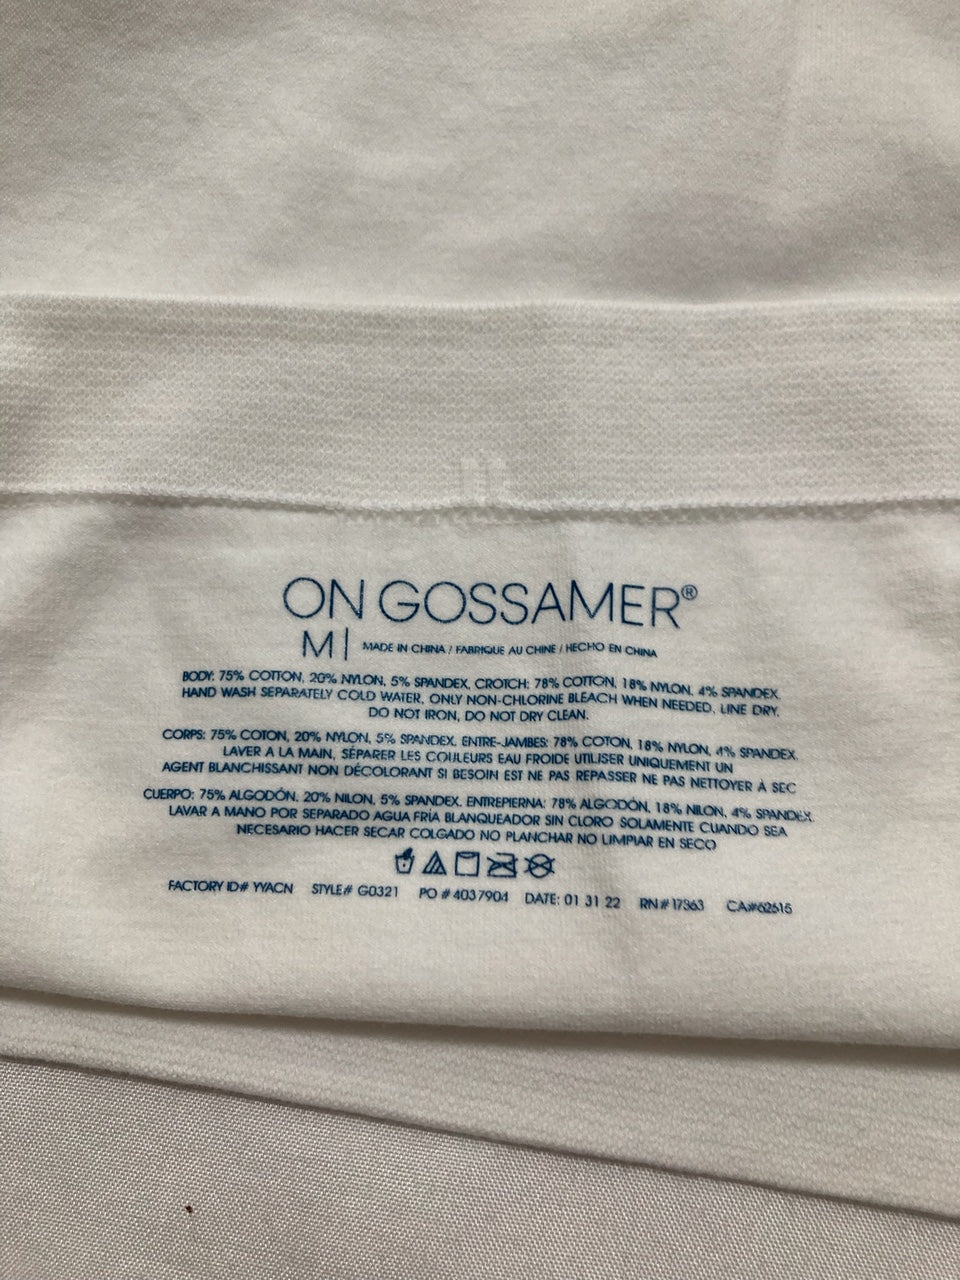 ON GOSSAMER®
M | MADE IN CHINA / FABRIQUE AU CHINE / HECHO EN CHINA
BODY: 75% COTTON, 20% NYLON, 5% SPANDEX, CROTCH: 78% COTTON, 18% NYLON, 4% SPANDEX.
HAND WASH SEPARATELY COLD WATER, ONLY NON-CHLORINE BLEACH WHEN NEEDED, LINE DRY,
DO NOT IRON, DO NOT DRY CLEAN.
CORPS: 75% COTON, 20% NYLON, 5% SPANDEX, ENTRE-JAMBES: 78% COTON, 18% NYLON, 4% SPANDEX,
LAVER A LA MAIN, SÉPARER LES COULEURS EAU FROIDE UTILISER UNIQUEMENT UN
AGENT BLANCHISSANT NON DÉCOLORANT SI BESOIN EST NE PAS REPASSER NE PAS NETTOYER À SEC
CUERPO: 75% ALGODÓN, 20% NILON, 5% SPANDEX, ENTREPIERNA: 78% ALGODÓN, 18% NILON, 4% SPANDEX,
LAVAR A MANO POR SEPARADO AGUA FRÍA BLANQUEADOR SIN CLORO SOLAMENTE CUANDO SEA
NECESARIO HACER SECAR COLGADO NO PLANCHAR NO LIMPIAR EN SECO
FACTORY ID# YYACN STYLE# G0321 PO # 4037904 DATE: 01 31 22 RN# 17363 CA#62615